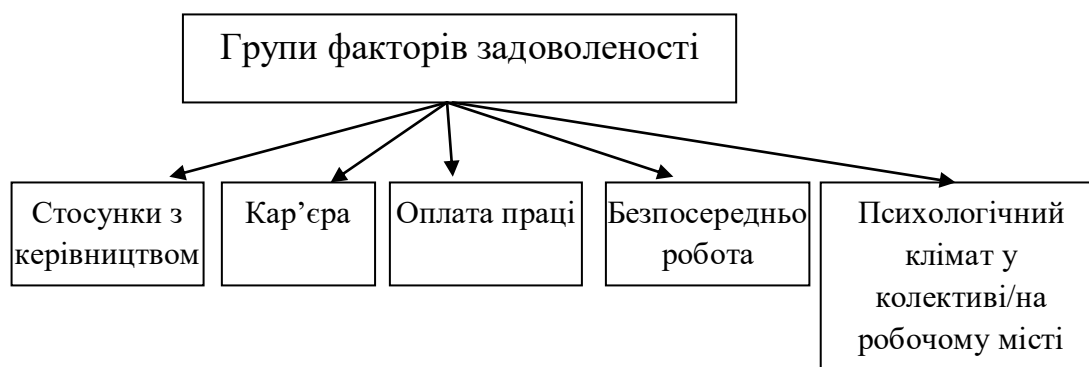 Групи факторів задоволеності
Стосунки з
керівництвом
Кар’єра
Оплата праці
Безпосередньо
робота
Психологічний
клімат у
колективі/на
робочому місті